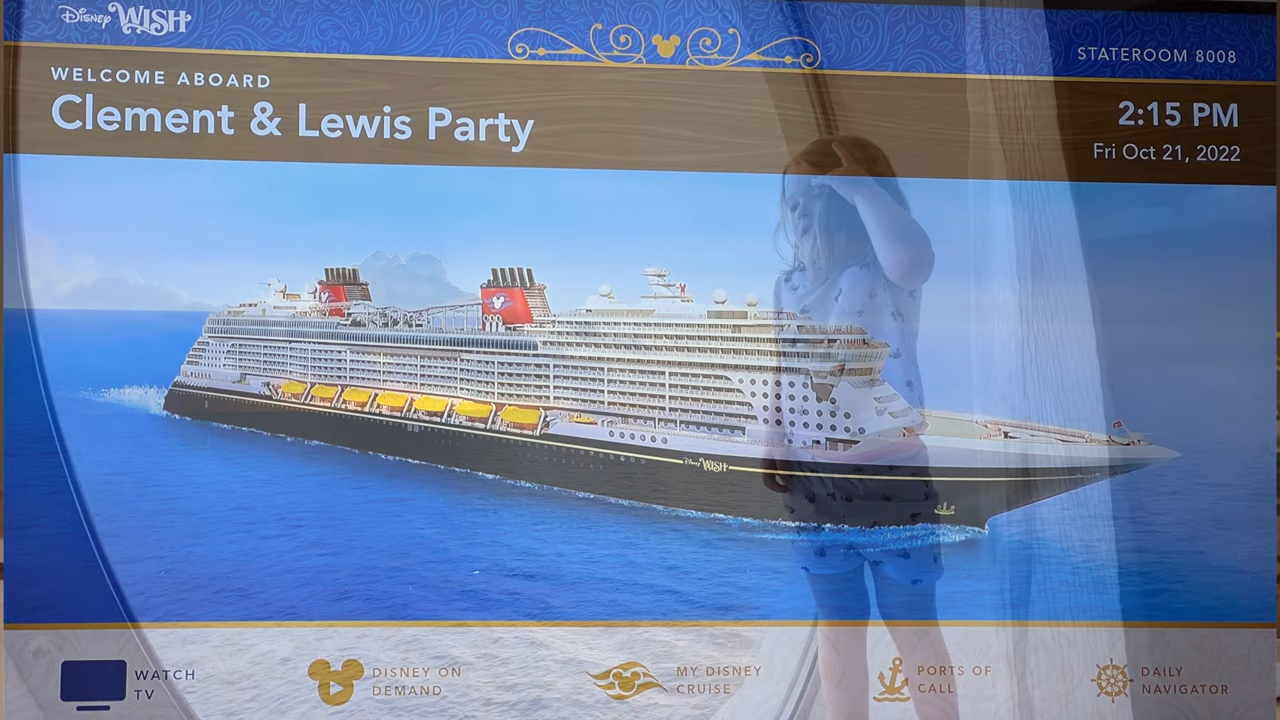 Disney WISH
STATEROOM 8008
WELCOME ABOARD
Clement & Lewis Party
2:15 PM
Fri Oct 21, 2022
Disney WISH
WATCH
TV
DISNEY ON
DEMAND
MY DISNEY
CRUISE
PORTS OF
CALL
DAILY
NAVIGATOR